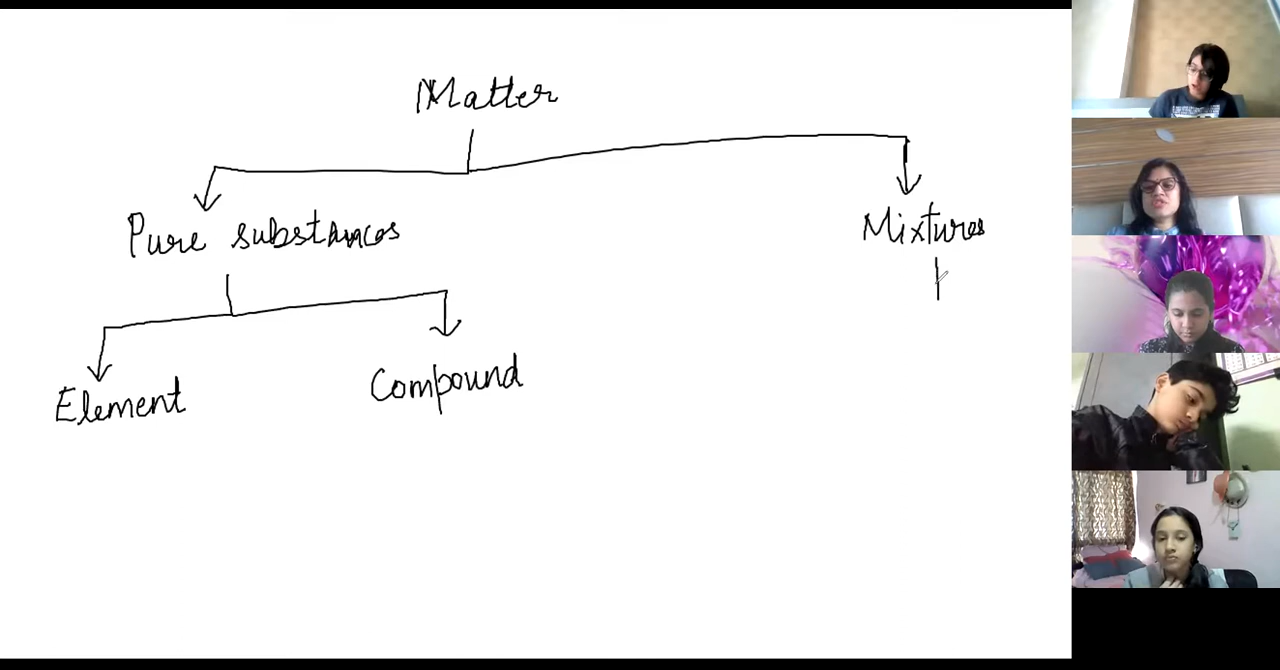 Matter
Pure substances
Mixtures
Element
Compound